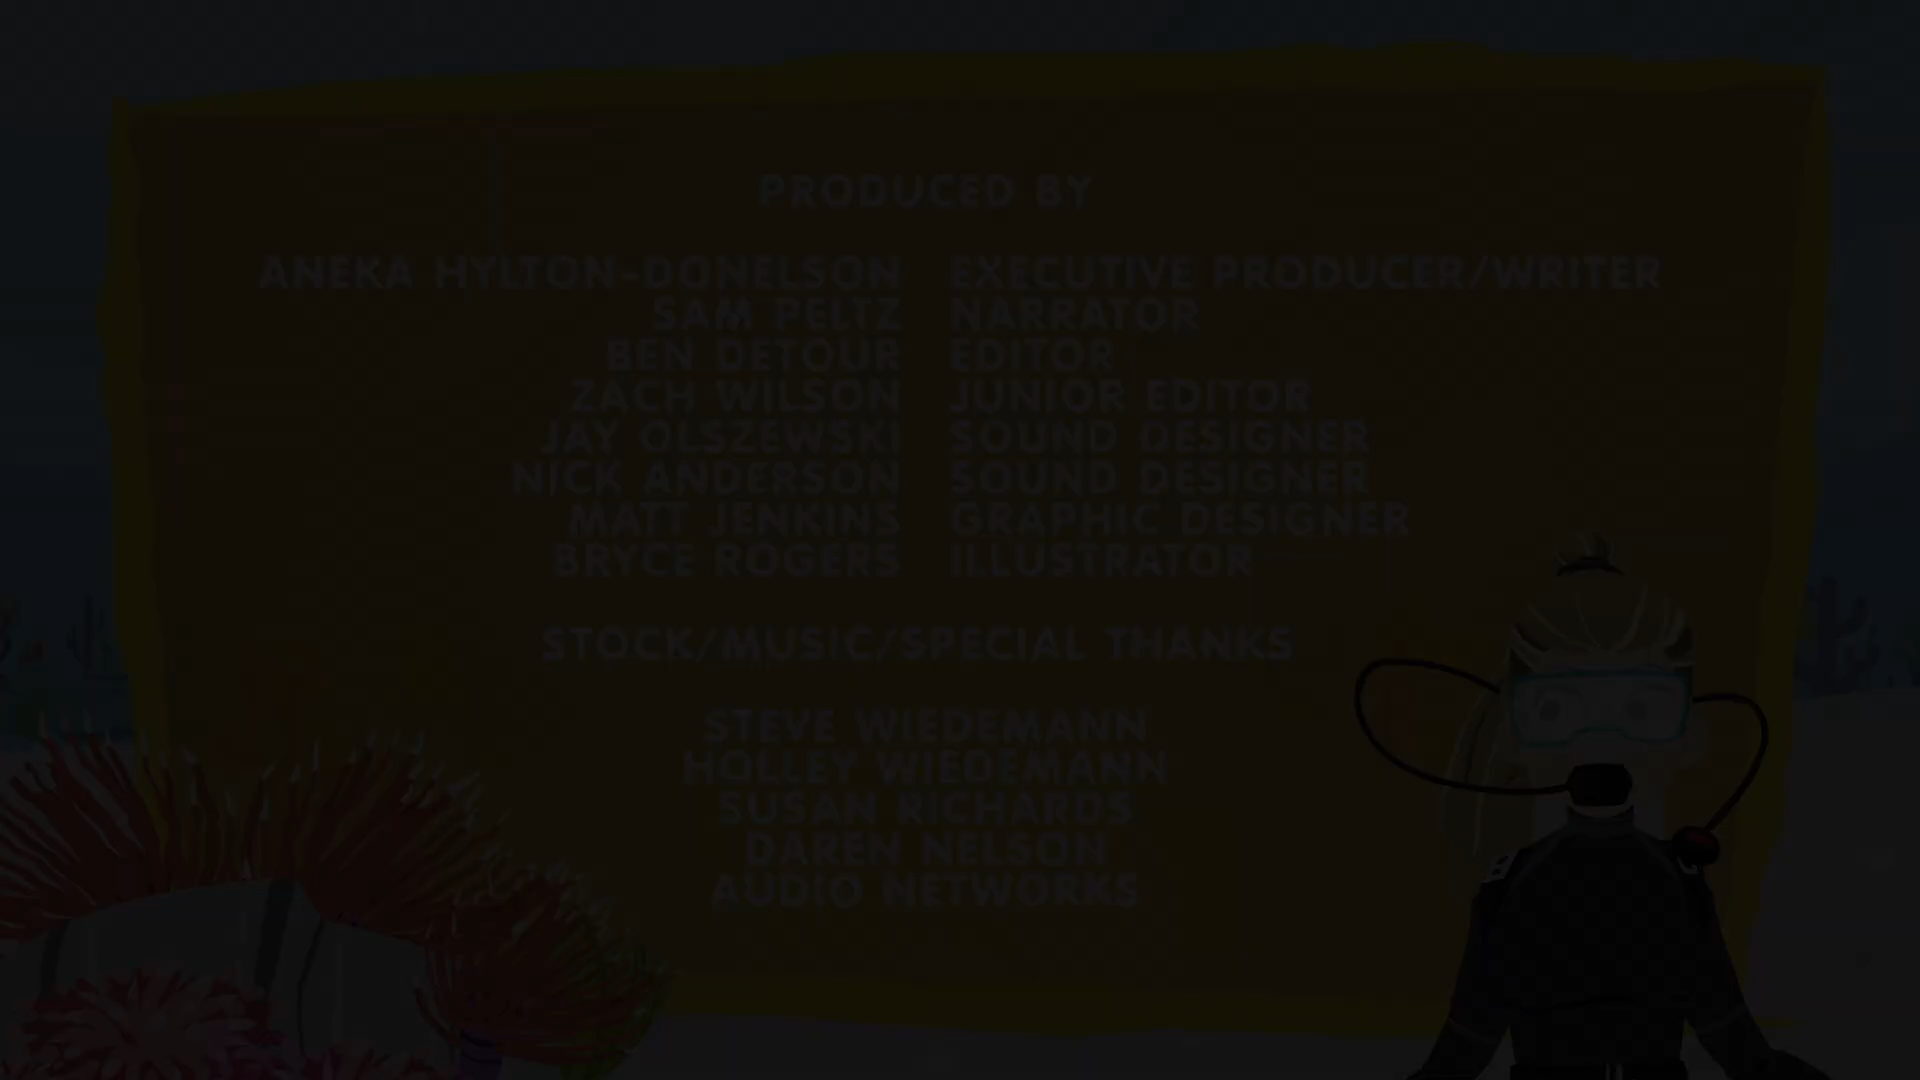 PRODUCED BY
ANEKA HYLTON-DONELSON EXECUTIVE PRODUCER/WRITER
SAM PELTZ NARRATOR
BEN DETOUR EDITOR
ZACH WILSON JUNIOR EDITOR
JAY OLSZEWSKI SOUND DESIGNER
NICK ANDERSON SOUND DESIGNER
MATT JENKINS GRAPHIC DESIGNER
BRYCE ROGERS ILLUSTRATOR
STOCK/MUSIC/SPECIAL THANKS
STEVE WIEDEMANN
HOLLEY WIEDEMANN
SUSAN RICHARDS
DAREN NELSON
AUDIO NETWORKS